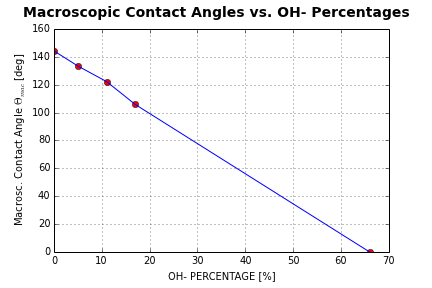 Macroscopic Contact Angles vs. OH- Percentages
160
140
120
100
80
60
40
20
0
Macrosc. Contact Angle Θmac [deg]
0 10 20 30 40 50 60 70
OH- PERCENTAGE [%]